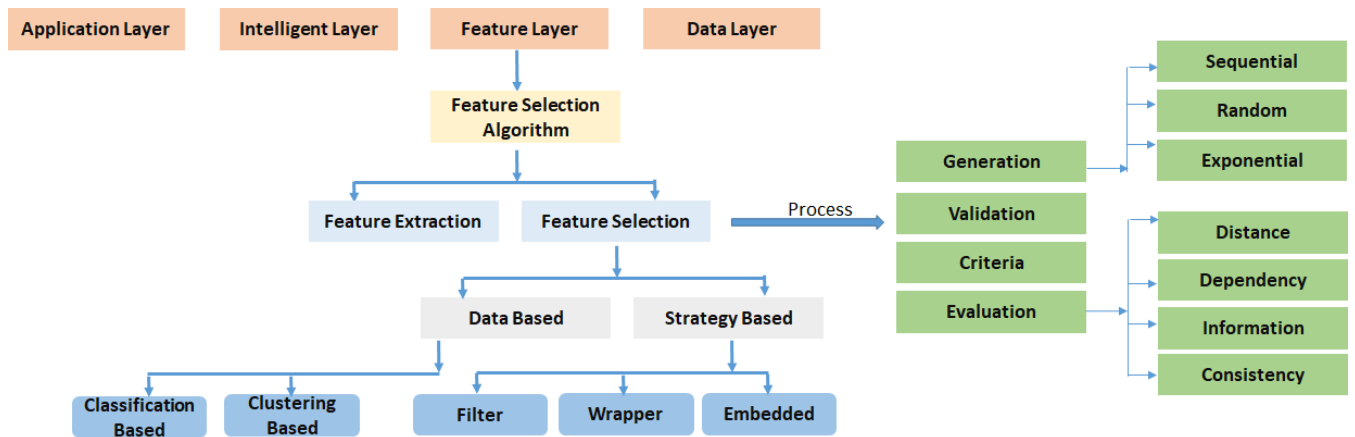 Application Layer
Intelligent Layer
Feature Layer
Data Layer
Feature Selection
Algorithm
Feature Extraction
Feature Selection
Process
Generation
Validation
Criteria
Evaluation
Sequential
Random
Exponential
Distance
Dependency
Information
Consistency
Data Based
Strategy Based
Classification
Based
Clustering
Based
Filter
Wrapper
Embedded